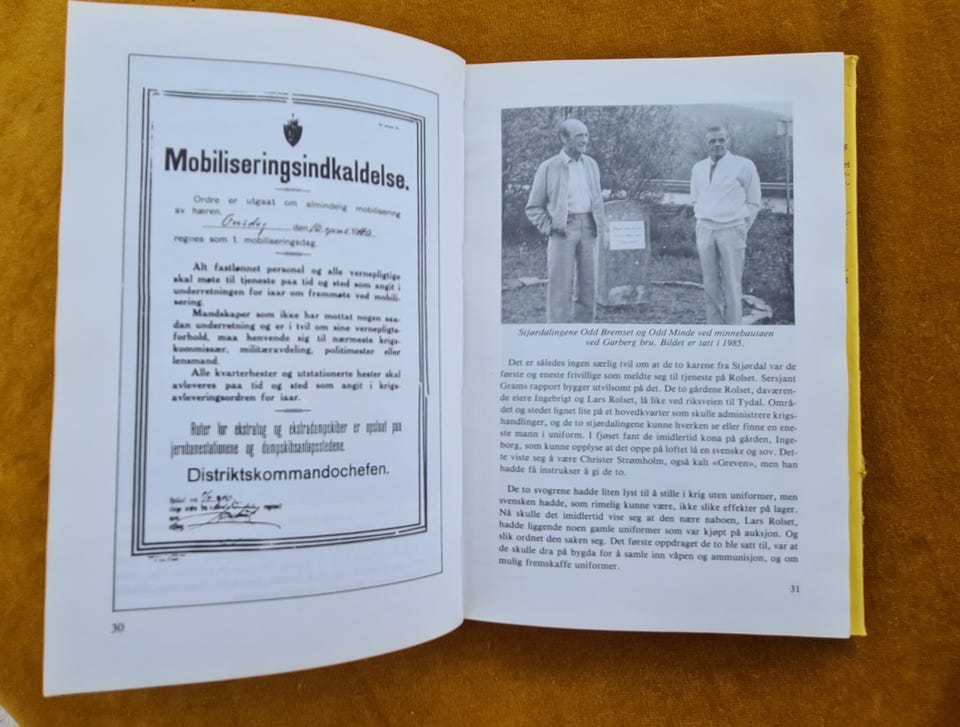 Mobiliseringsindkaldelse.
Ordre er utgaat om almindelig mobilisering
av hæren.
Onsdag den 10. april 1940
regnes som 1. mobiliseringsdag.
Alt fastlønnet personal og alle vernepligtige
skal møte til tjeneste paa tid og sted som angit i
underretningen for iaar om fremmøte ved mobili-
sering.
Mandskaper som ikke har mottat nogen saa-
dan underretning og er i tvil om sine vernepligts-
forhold, maa henvende sig til nærmeste krigs-
kommissær, militæravdeling, politimester eller
lensmand.
Alle kvarterhester og utstationerte hester skal
avleveres paa tid og sted som angit i krigs-
avleveringsordren for iaar.
Ruter for ekstratog og ekstradampskiber er opslaat paa
jernbanestationene og dampskibsanløpsstedene.
Distriktskommandochefen.
30
Stjørdalingene Odd Bremset og Odd Minde ved minnebautaen
ved Garberg bru. Bildet er tatt i 1985.
Det er således ingen særlig tvil om at de to karene fra Stjørdal var de
første og eneste frivillige som meldte seg til tjeneste på Rolset. Sersjant
Grams rapport bygger utvilsomt på det. De to gårdene Rolset, daværen-
de eiere Ingebrigt og Lars Rolset, lå like ved riksveien til Tydal. Områ-
det og stedet lignet lite på et hovedkvarter som skulle administrere krigs-
handlinger, og de to stjørdalingene kunne hverken se eller finne en ene-
ste mann i uniform. I fjøset fant de imidlertid kona på gården, Inge-
borg, som kunne opplyse at det oppe på loftet lå en svenske og sov. Det-
te viste seg å være Christer Strømholm, også kalt «Greven», men han
hadde få instrukser å gi de to.
De to svogrene hadde liten lyst til å stille i krig uten uniformer, men
svensken hadde, som rimelig kunne være, ikke slike effekter på lager.
Nå skulle det imidlertid vise seg at den nære naboen, Lars Rolset,
hadde liggende noen gamle uniformer som var kjøpt på auksjon. Og
slik ordnet den saken seg. Det første oppdraget de to ble satt til, var at
de skulle dra på bygda for å samle inn våpen og ammunisjon, og om
mulig fremskaffe uniformer.
31